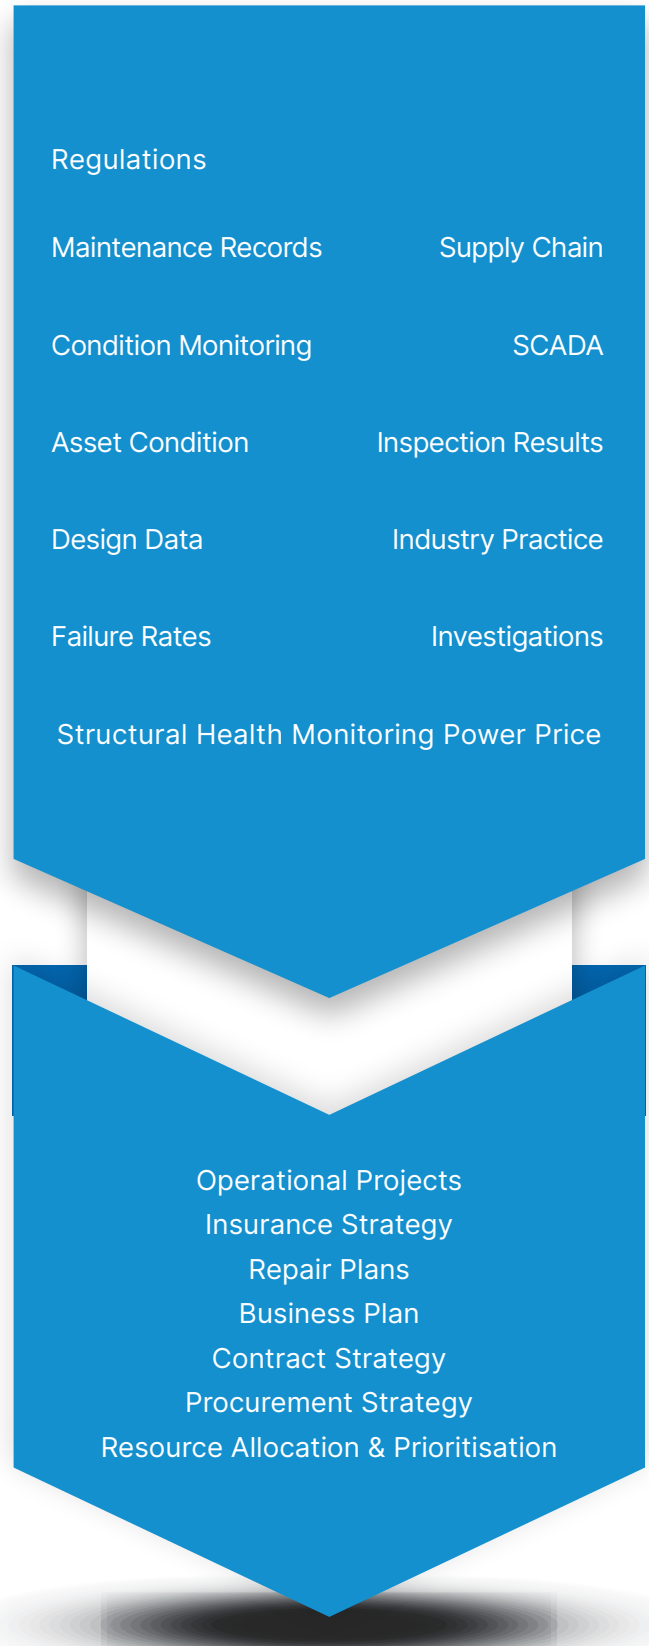 Regulations
Maintenance Records Supply Chain
Condition Monitoring SCADA
Asset Condition Inspection Results
Design Data Industry Practice
Failure Rates Investigations
Structural Health Monitoring Power Price
Operational Projects
Insurance Strategy
Repair Plans
Business Plan
Contract Strategy
Procurement Strategy
Resource Allocation & Prioritisation